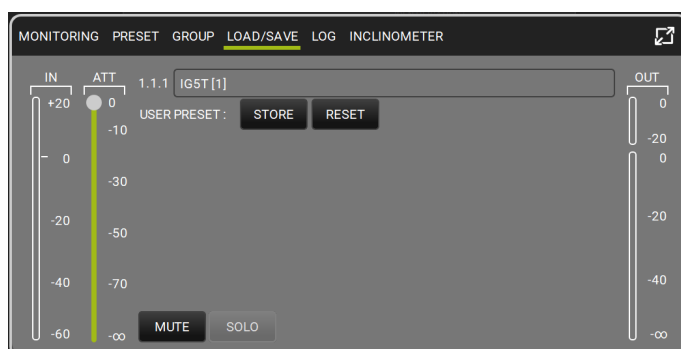 MONITORING PRESET GROUP LOAD/SAVE LOG INCLINOMETER
IN ATT 1.1.1 IG5T [1] OUT
+20 0 0
USER PRESET : STORE RESET
-10 -20
0 0
-30
-20 -20
-50
-40 -70 -40
MUTE SOLO
-60 -∞ -∞